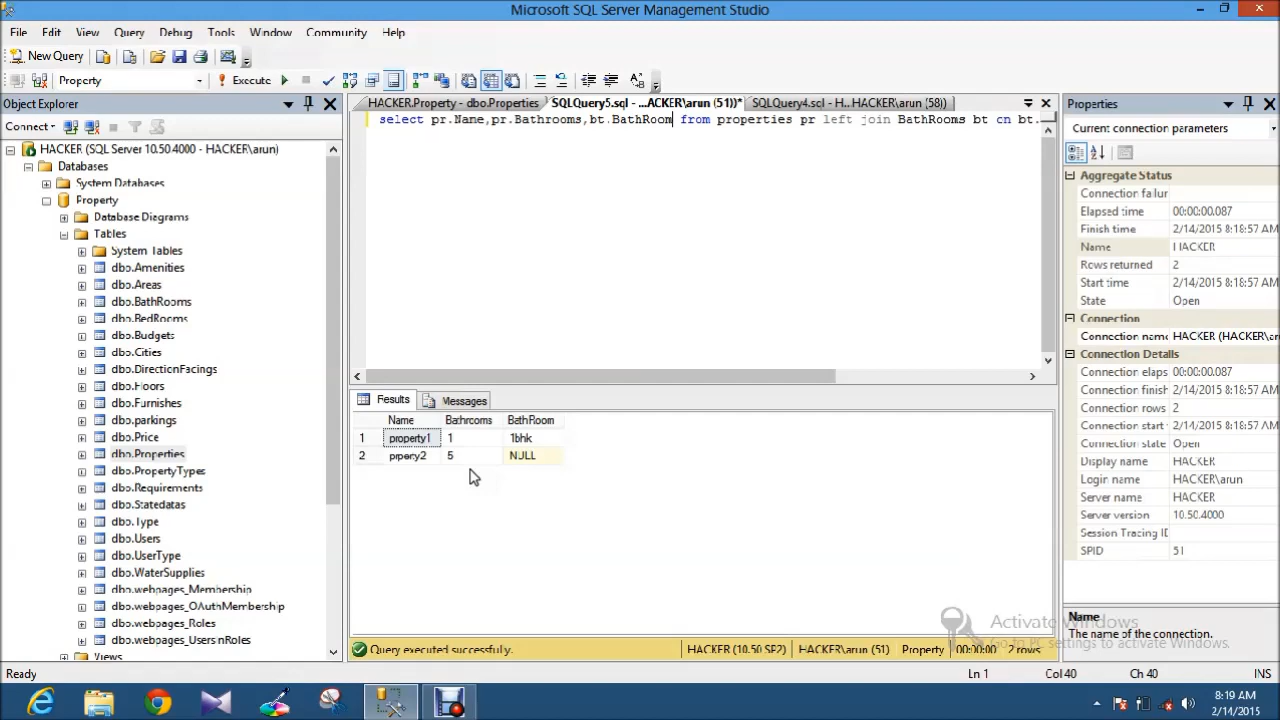 Microsoft SQL Server Management Studio
File Edit View Query Debug Tools Window Community Help
New Query
Property Execute
Object Explorer
HACKER.Property - dbo.Properties SQLQuery5.sql - ...ACKER\arun (51))* SQLQuery4.sql - H...HACKER\arun (58))
Properties
Connect
select pr.Name,pr.Bathrooms,bt.BathRoom from properties pr left join BathRooms bt on bt.
Current connection parameters
HACKER (SQL Server 10.50.4000 - HACKER\arun)
Databases
System Databases
Property
Database Diagrams
Tables
System Tables
dbo.Amenities
dbo.Areas
dbo.BathRooms
dbo.BedRooms
dbo.Budgets
dbo.Cities
dbo.DirectionFacings
dbo.Floors
dbo.Furnishes
dbo.parkings
dbo.Price
dbo.Properties
dbo.PropertyTypes
dbo.Requirements
dbo.Statedatas
dbo.Type
dbo.Users
dbo.UserType
dbo.WaterSupplies
dbo.webpages_Membership
dbo.webpages_OAuthMembership
dbo.webpages_Roles
dbo.webpages_UsersInRoles
Views
Aggregate Status
Connection failur
Elapsed time 00:00:00.087
Finish time 2/14/2015 8:18:57 AM
Name HACKER
Rows returned 2
Start time 2/14/2015 8:18:57 AM
State Open
Connection
Connection name HACKER (HACKER\ar
Connection Details
Connection elaps 00:00:00.087
Connection finish 2/14/2015 8:18:57 AM
Connection rows 2
Connection start 2/14/2015 8:18:57 AM
Connection state Open
Display name HACKER
Login name HACKER\arun
Server name HACKER
Server version 10.50.4000
Session Tracing ID
SPID 51
Name
The name of the connection.
Results Messages
Name Bathrooms BathRoom
1 property1 1 1bhk
2 prpery2 5 NULL
Activate Windows
Go to PC settings to activate Windows.
Query executed successfully. HACKER (10.50 SP2) HACKER\arun (51) Property 00:00:00 2 rows
Ready Ln 1 Col 40 Ch 40 INS
8:19 AM
2/14/2015